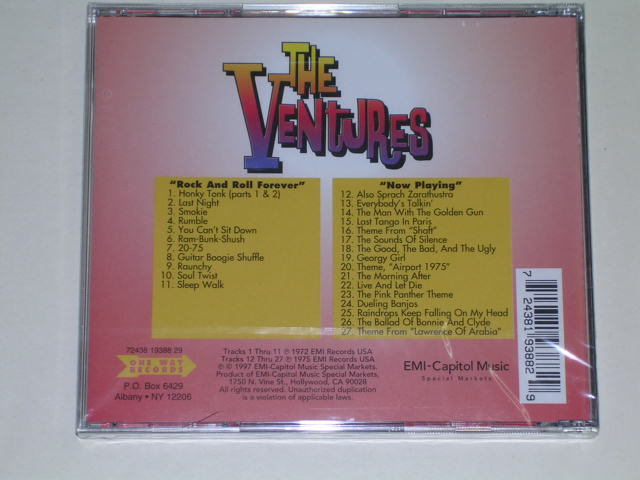 THE
VENTURES
"Rock And Roll Forever"
1. Honky Tonk (parts 1 & 2)
2. Last Night
3. Smokie
4. Rumble
5. You Can't Sit Down
6. Ram-Bunk-Shush
7. 20-75
8. Guitar Boogie Shuffle
9. Raunchy
10. Soul Twist
11. Sleep Walk
"Now Playing"
12. Also Sprach Zarathustra
13. Everybody's Talkin'
14. The Man With The Golden Gun
15. Last Tango In Paris
16. Theme From "Shaft"
17. The Sounds Of Silence
18. The Good, The Bad, And The Ugly
19. Georgy Girl
20. Theme, "Airport 1975"
21. The Morning After
22. Live And Let Die
23. The Pink Panther Theme
24. Dueling Banjos
25. Raindrops Keep Falling On My Head
26. The Ballad Of Bonnie And Clyde
27. Theme From "Lawrence Of Arabia"
7 24381 93882 9
72438 19388 29
ONE WAY
RECORDS
P.O. Box 6429
Albany • NY 12206
Tracks 1 Thru 11 ℗ 1972 EMI Records USA
Tracks 12 Thru 27 ℗ 1975 EMI Records USA
℗ © 1997 EMI-Capitol Music Special Markets.
Product of EMI-Capitol Music Special Markets,
1750 N. Vine St., Hollywood, CA 90028
All rights reserved. Unauthorized duplication
is a violation of applicable laws.
EMI-Capitol Music
Special Markets